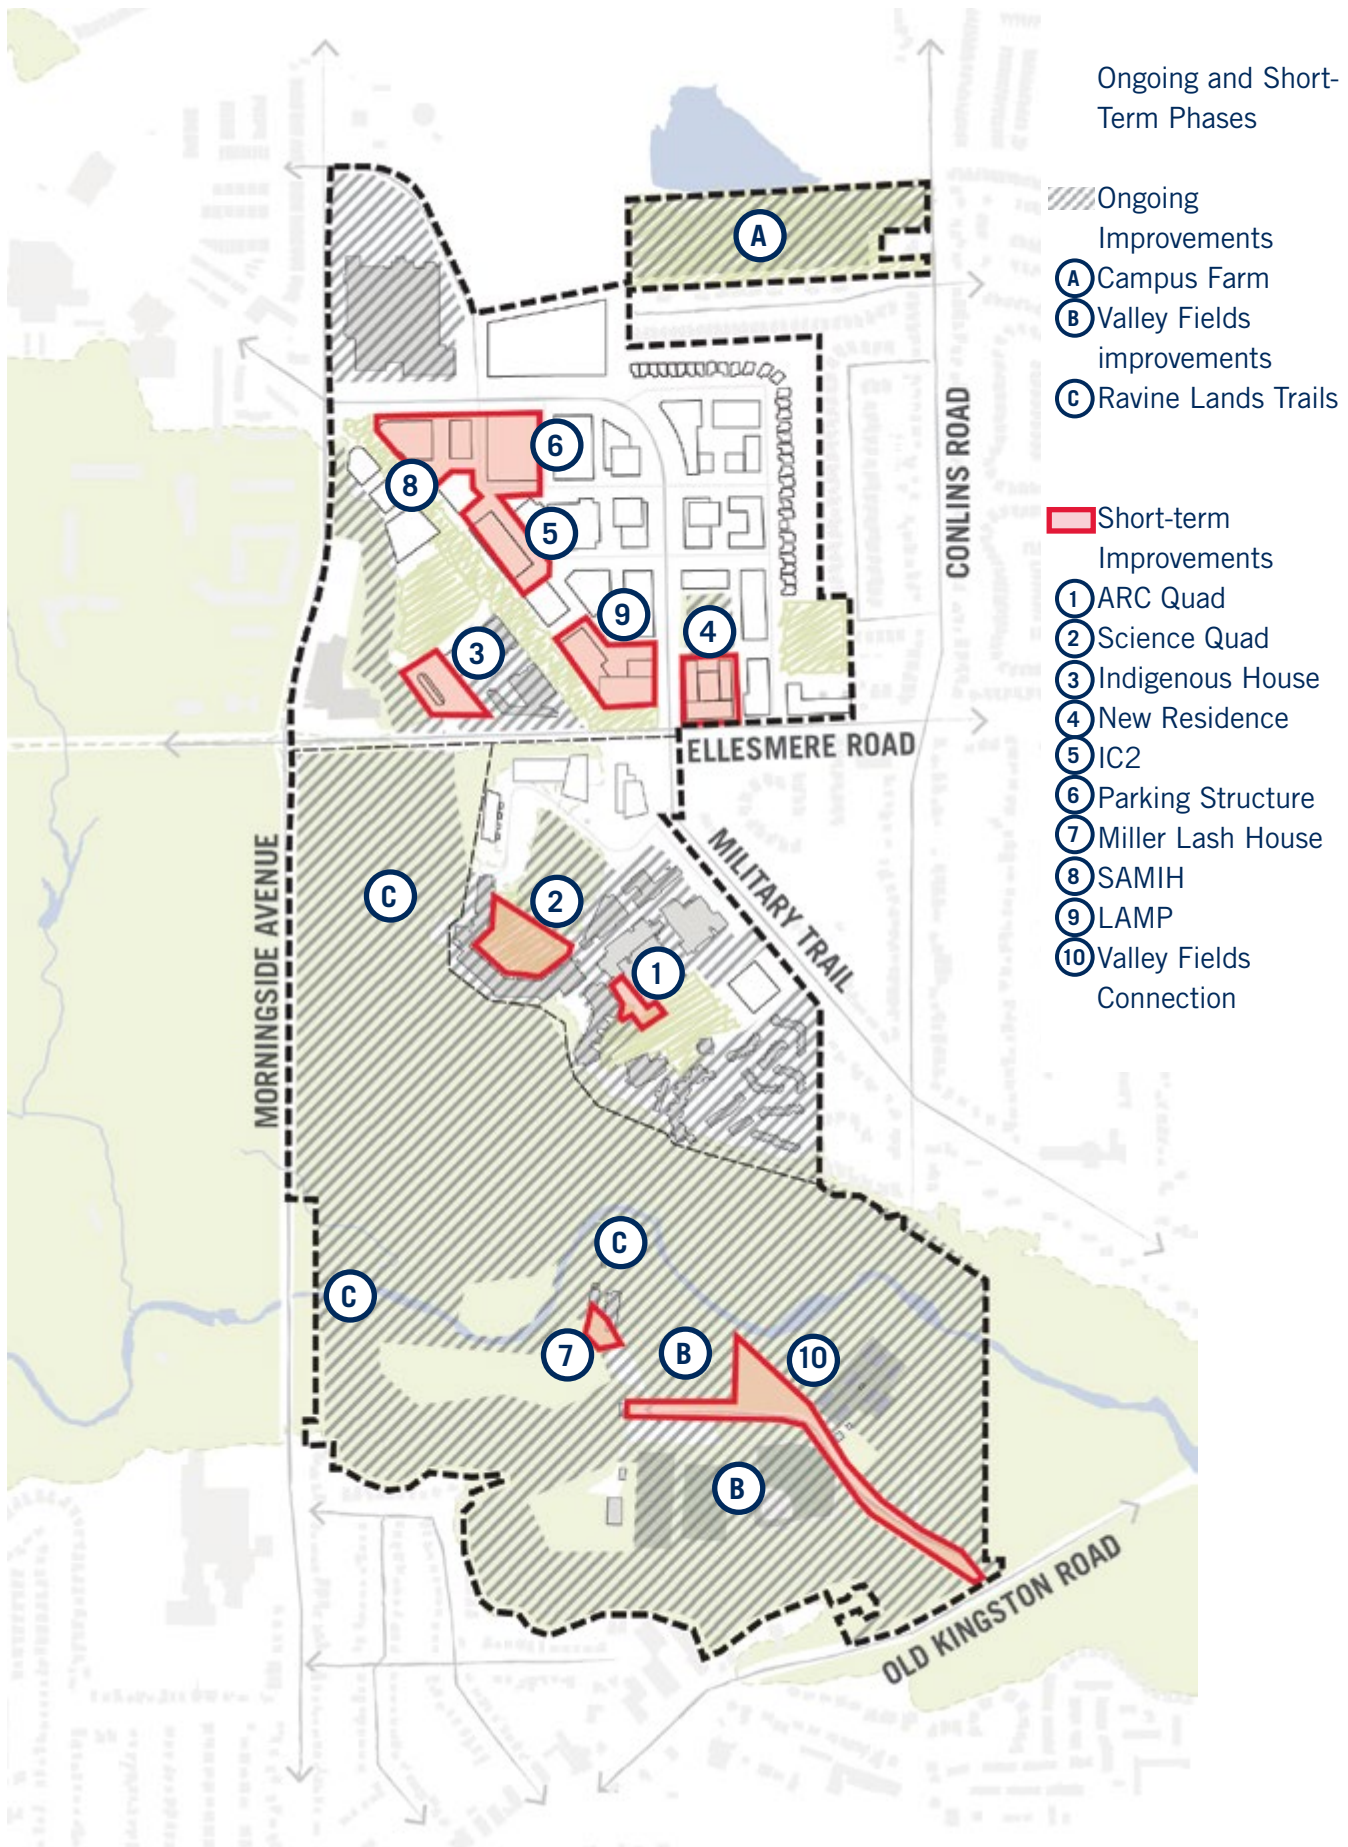 Ongoing and Short-
Term Phases
Ongoing
Improvements
A Campus Farm
B Valley Fields
improvements
C Ravine Lands Trails
Short-term
Improvements
1 ARC Quad
2 Science Quad
3 Indigenous House
4 New Residence
5 IC2
6 Parking Structure
7 Miller Lash House
8 SAMIH
9 LAMP
10 Valley Fields
Connection
A
6
8
5
9
4
3
CONLINS ROAD
ELLESMERE ROAD
MORNINGSIDE AVENUE
MILITARY TRAIL
C
2
1
C
C
7
B
10
B
OLD KINGSTON ROAD